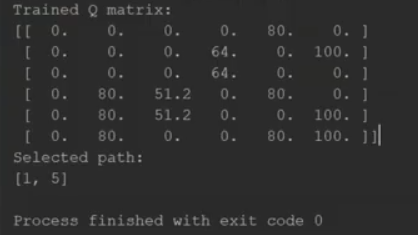 Trained Q matrix:
[[ 0. 0. 0. 0. 80. 0. ]
[ 0. 0. 0. 64. 0. 100. ]
[ 0. 0. 0. 64. 0. 0. ]
[ 0. 80. 51.2 0. 80. 0. ]
[ 0. 80. 51.2 0. 0. 100. ]
[ 0. 80. 0. 0. 80. 100. ]]
Selected path:
[1, 5]
Process finished with exit code 0